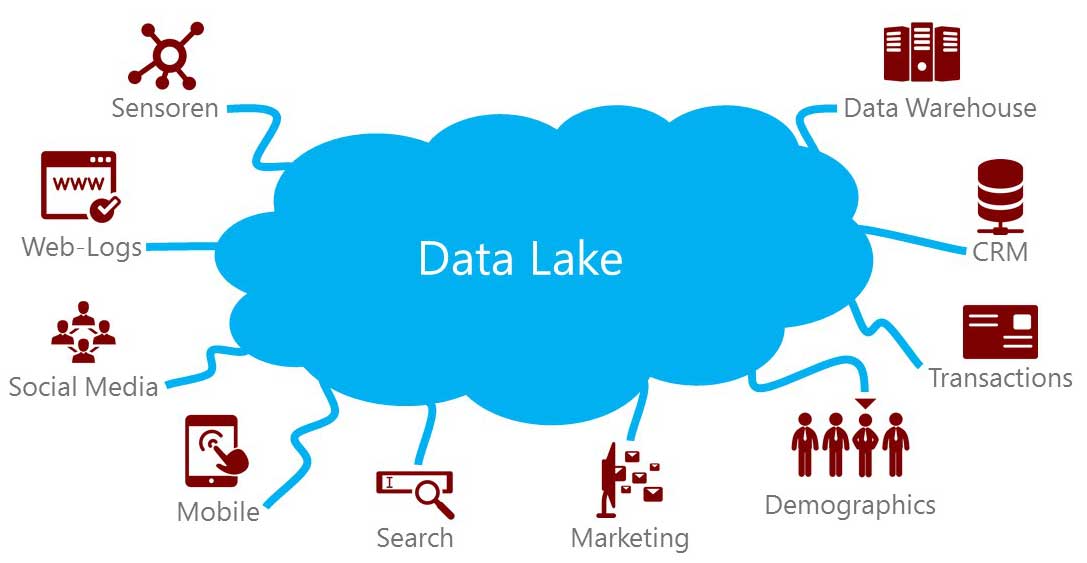 Sensoren
Data Warehouse
www
Web-Logs
CRM
Data Lake
Social Media
Transactions
Mobile
Search
Marketing
Demographics